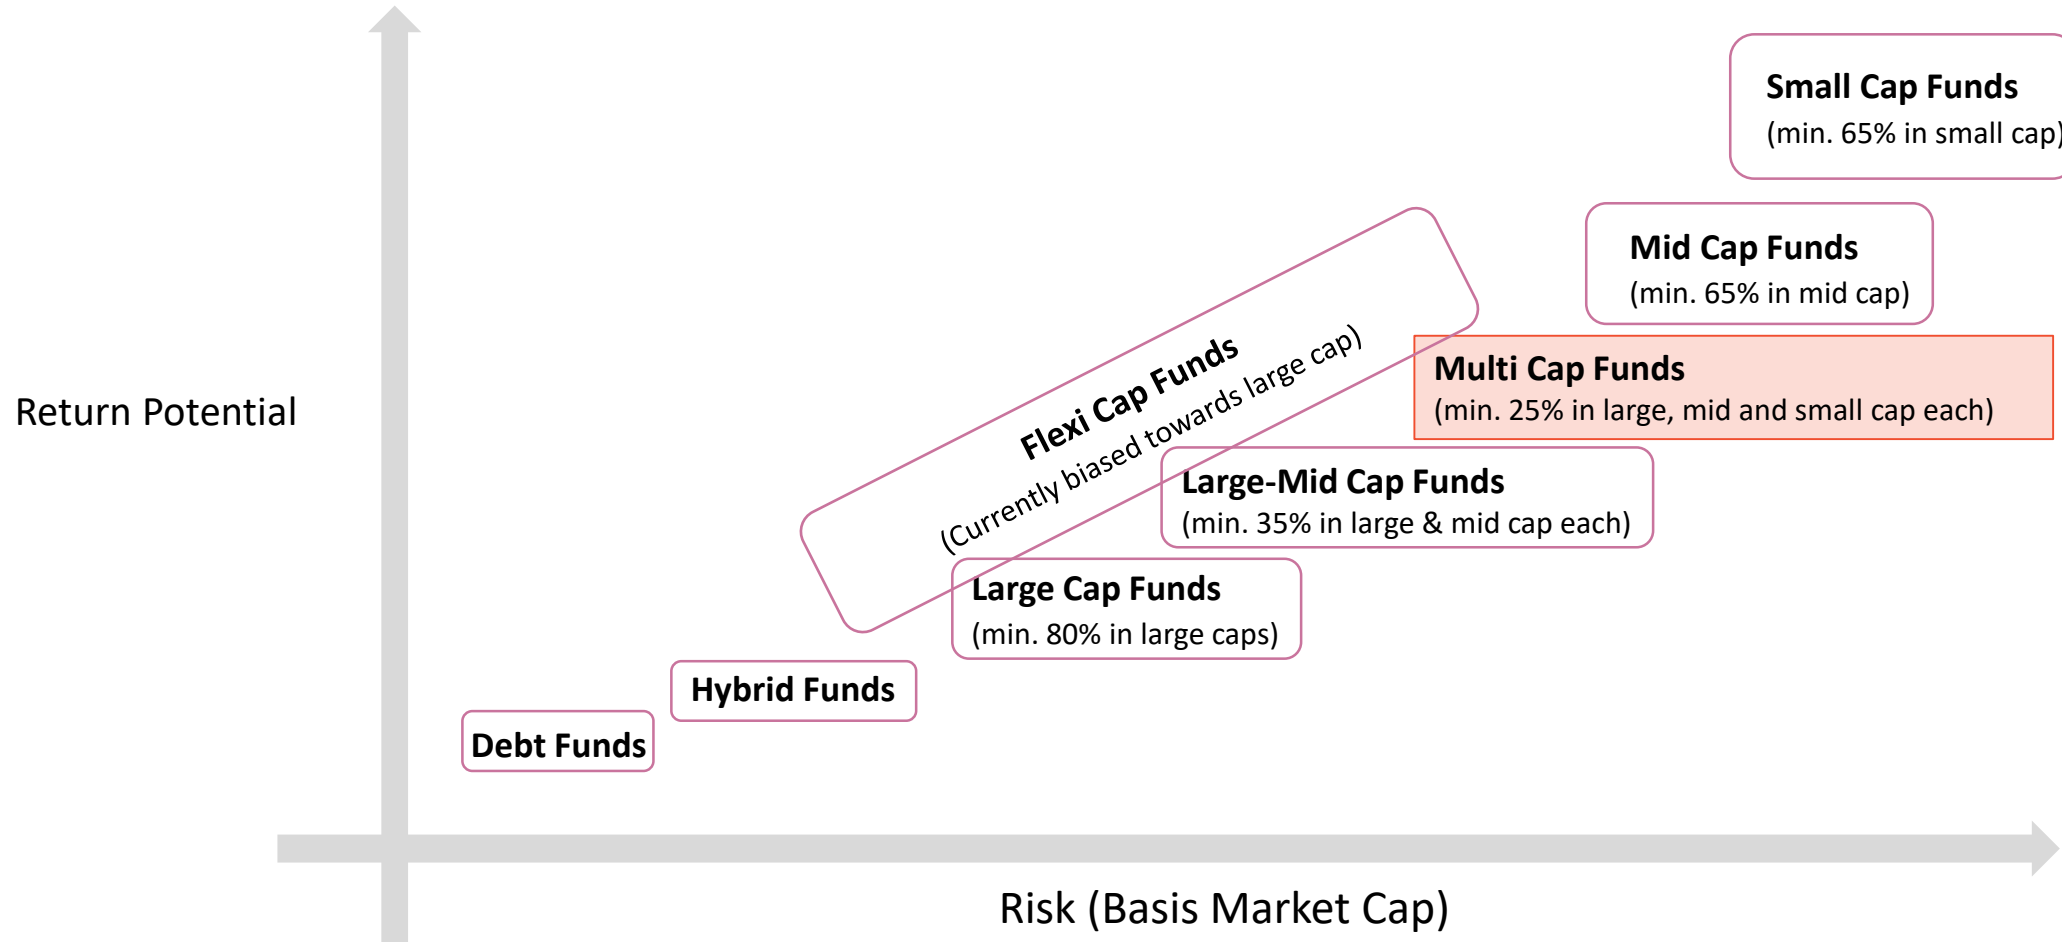 Small Cap Funds
(min. 65% in small cap)
Mid Cap Funds
(min. 65% in mid cap)
Flexi Cap Funds
(Currently biased towards large cap)
Multi Cap Funds
(min. 25% in large, mid and small cap each)
Return Potential
Large-Mid Cap Funds
(min. 35% in large & mid cap each)
Large Cap Funds
(min. 80% in large caps)
Hybrid Funds
Debt Funds
Risk (Basis Market Cap)